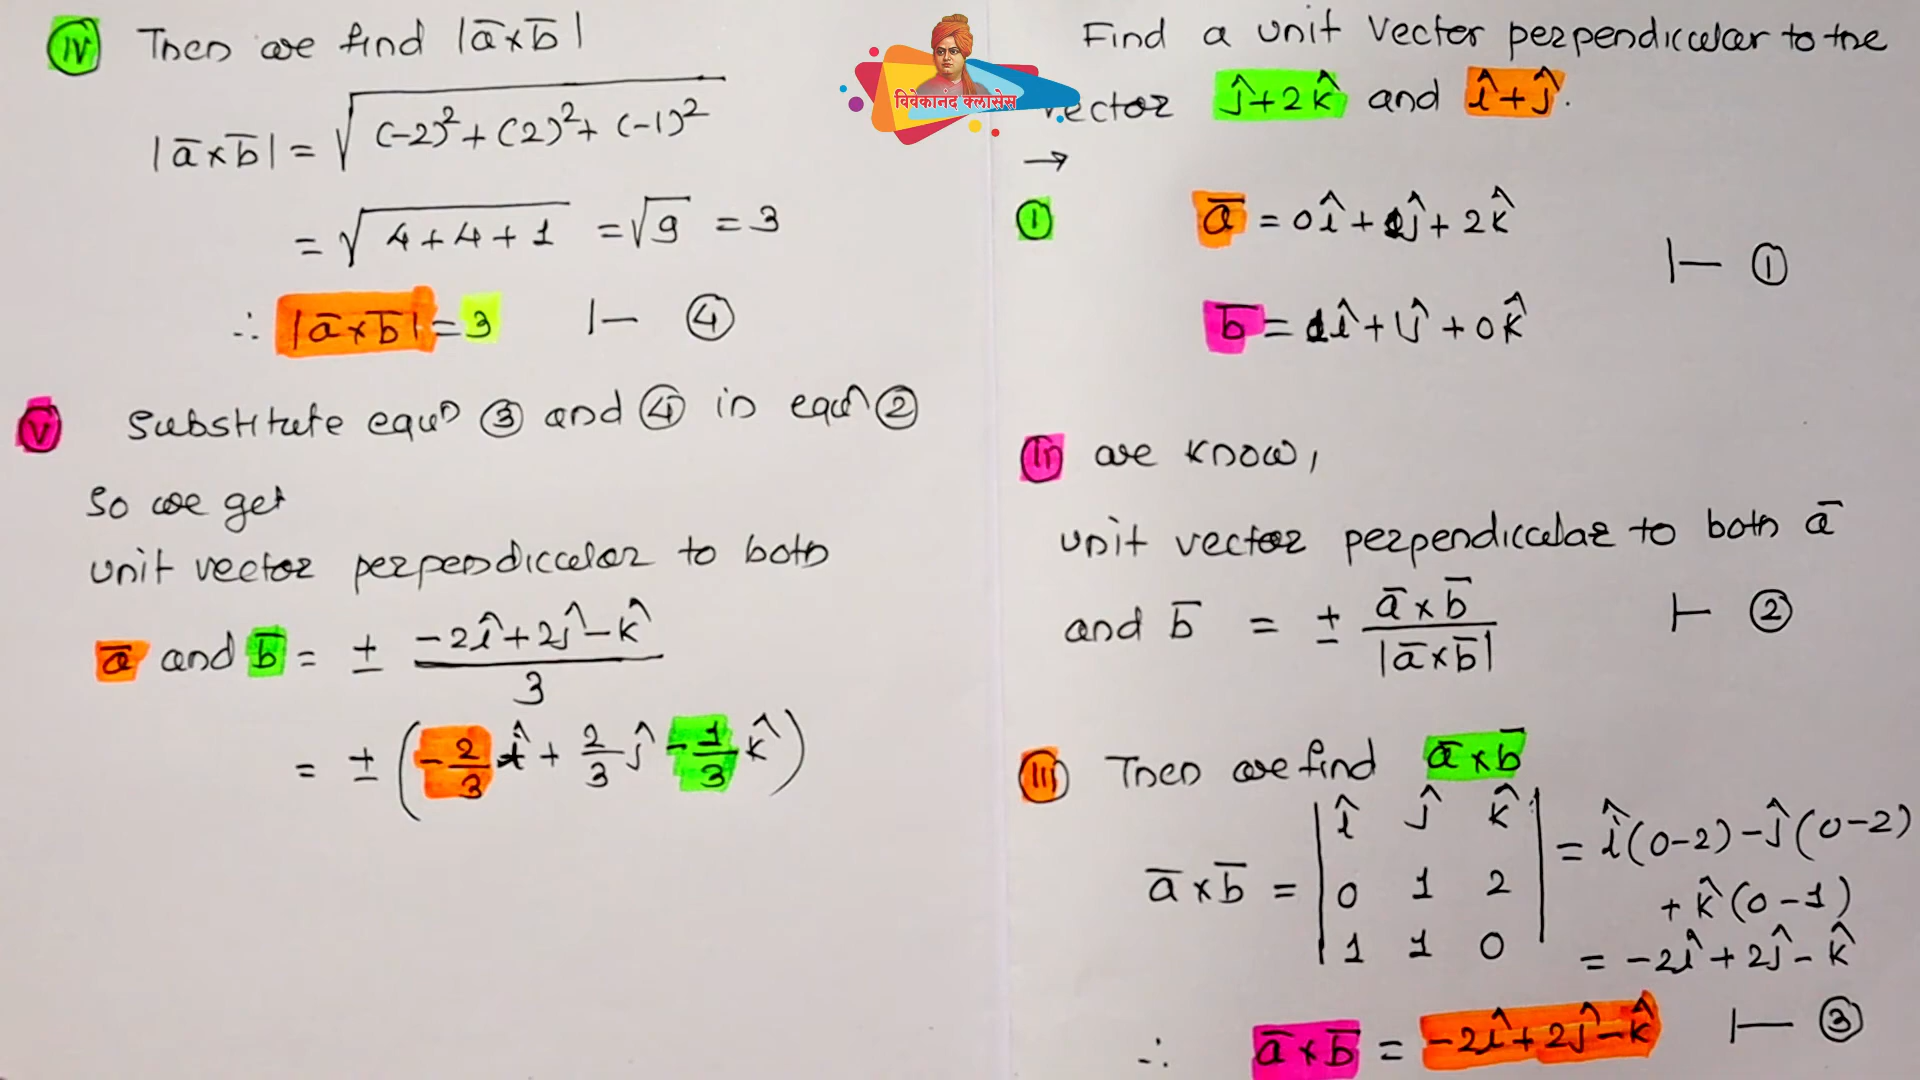 Find a unit vector perpendicular to the
vector ĵ+2k̂ and î+ĵ.
→
(I) a̅ = 0î + 1ĵ + 2k̂
|— ①
b̅ = 1î + 1ĵ + 0k̂
(II) we know,
unit vector perpendicular to both a̅
and b̅ = ± a̅×b̅ / |a̅×b̅| |— ②
(III) Then we find a̅×b̅
a̅×b̅ = | î ĵ k̂ | = î(0-2) - ĵ(0-2)
| 0 1 2 | + k̂(0-1)
| 1 1 0 | = -2î + 2ĵ - k̂
∴ a̅×b̅ = -2î + 2ĵ - k̂ |— ③
(IV) Then we find |a̅×b̅|
|a̅×b̅| = √((-2)² + (2)² + (-1)²)
= √(4+4+1) = √9 = 3
∴ |a̅×b̅| = 3 |— ④
(V) Substitute equⁿ ③ and ④ in equⁿ ②
So we get
unit vector perpendicular to both
a̅ and b̅ = ± (-2î + 2ĵ - k̂) / 3
= ± (-2/3 î + 2/3 ĵ - 1/3 k̂)
विवेकानंद क्लासेस